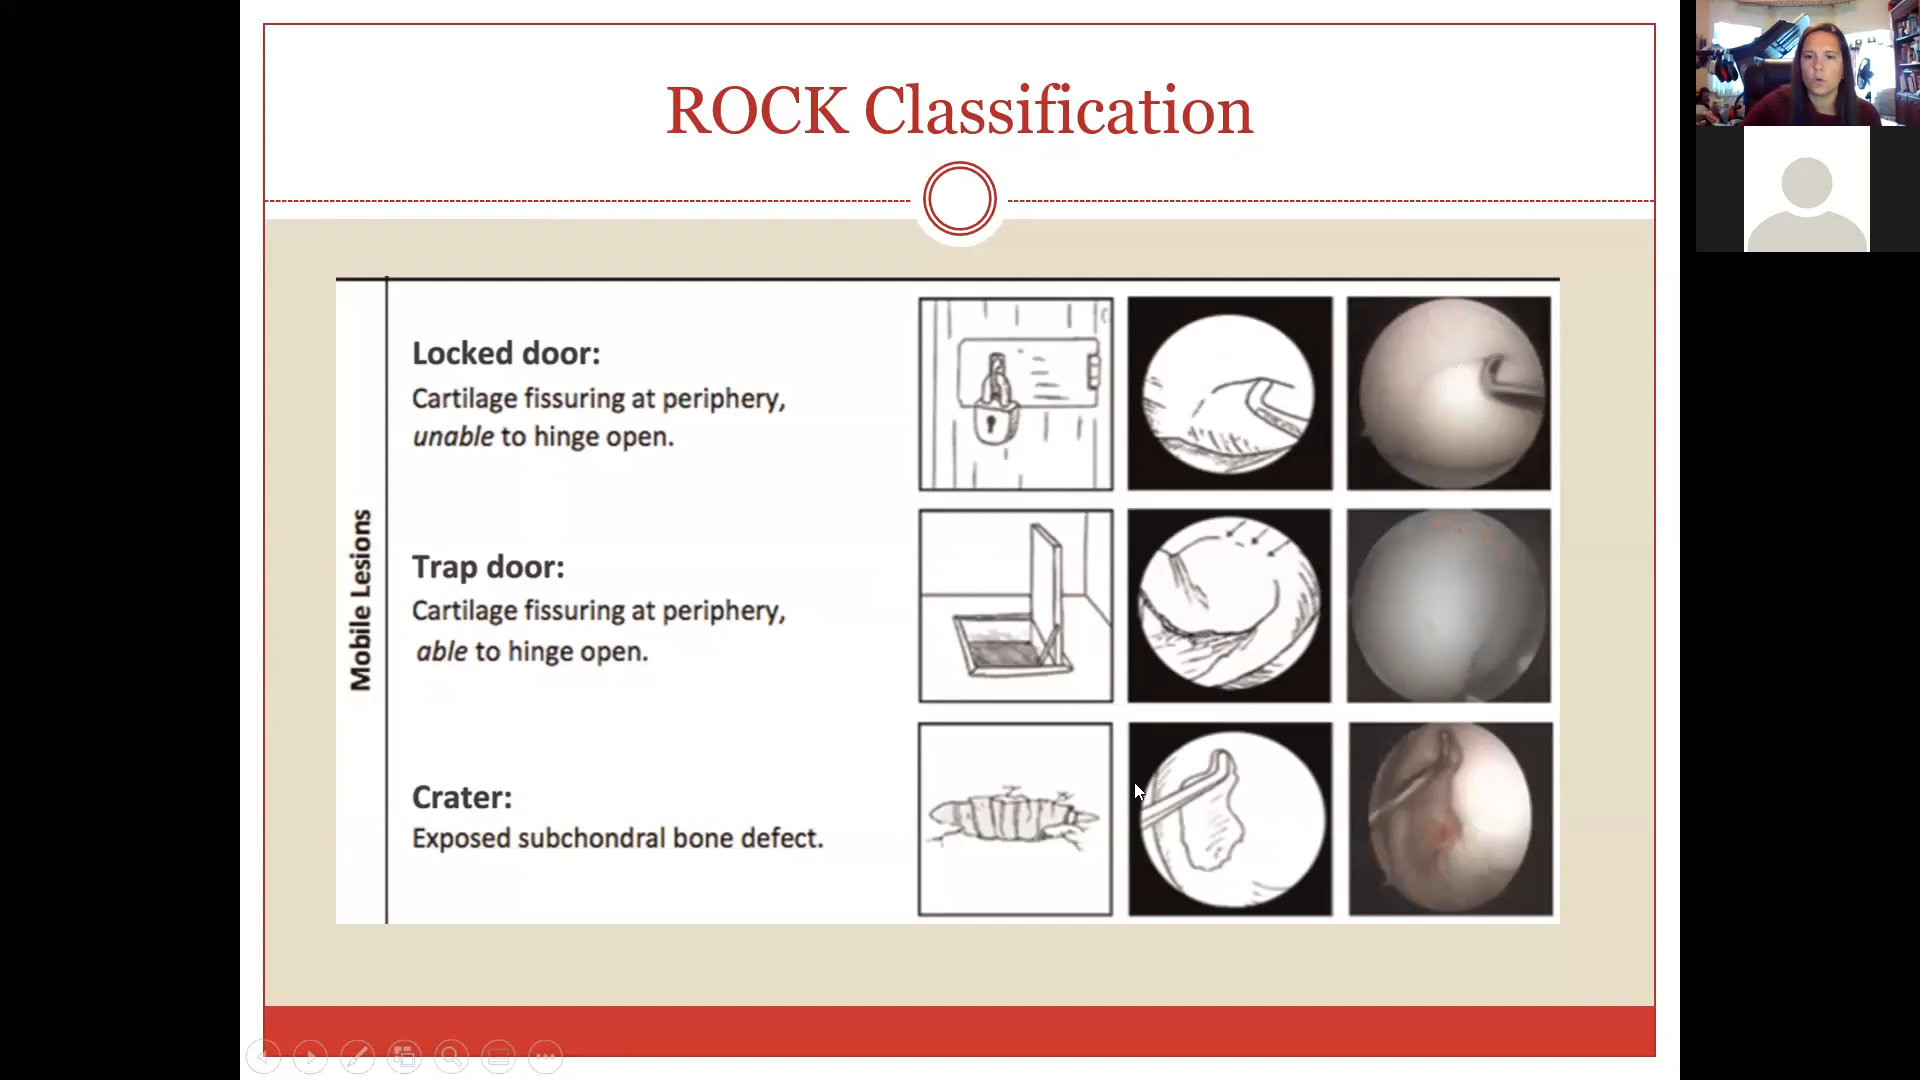 ROCK Classification
Mobile Lesions
Locked door:
Cartilage fissuring at periphery,
unable to hinge open.
Trap door:
Cartilage fissuring at periphery,
able to hinge open.
Crater:
Exposed subchondral bone defect.